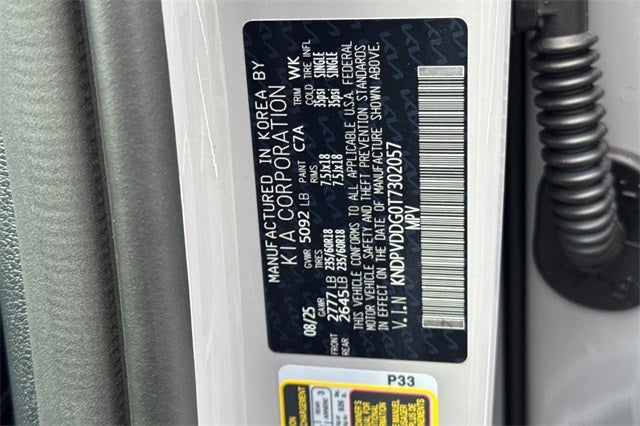 MANUFACTURED IN KOREA BY
KIA CORPORATION
08/25 GVWR 5092 LB PAINT C7A TRIM WK
GAWR TIRES RIMS COLD TIRE INFL
FRONT 2777 LB 235/60R18 7.5Jx18 35psi SINGLE
REAR 2645 LB 235/60R18 7.5Jx18 35psi SINGLE
THIS VEHICLE CONFORMS TO ALL APPLICABLE U.S.A. FEDERAL
MOTOR VEHICLE SAFETY AND THEFT PREVENTION STANDARDS
IN EFFECT ON THE DATE OF MANUFACTURE SHOWN ABOVE.
V.I.N KNDPVDDG0T7302057
MPV
P33